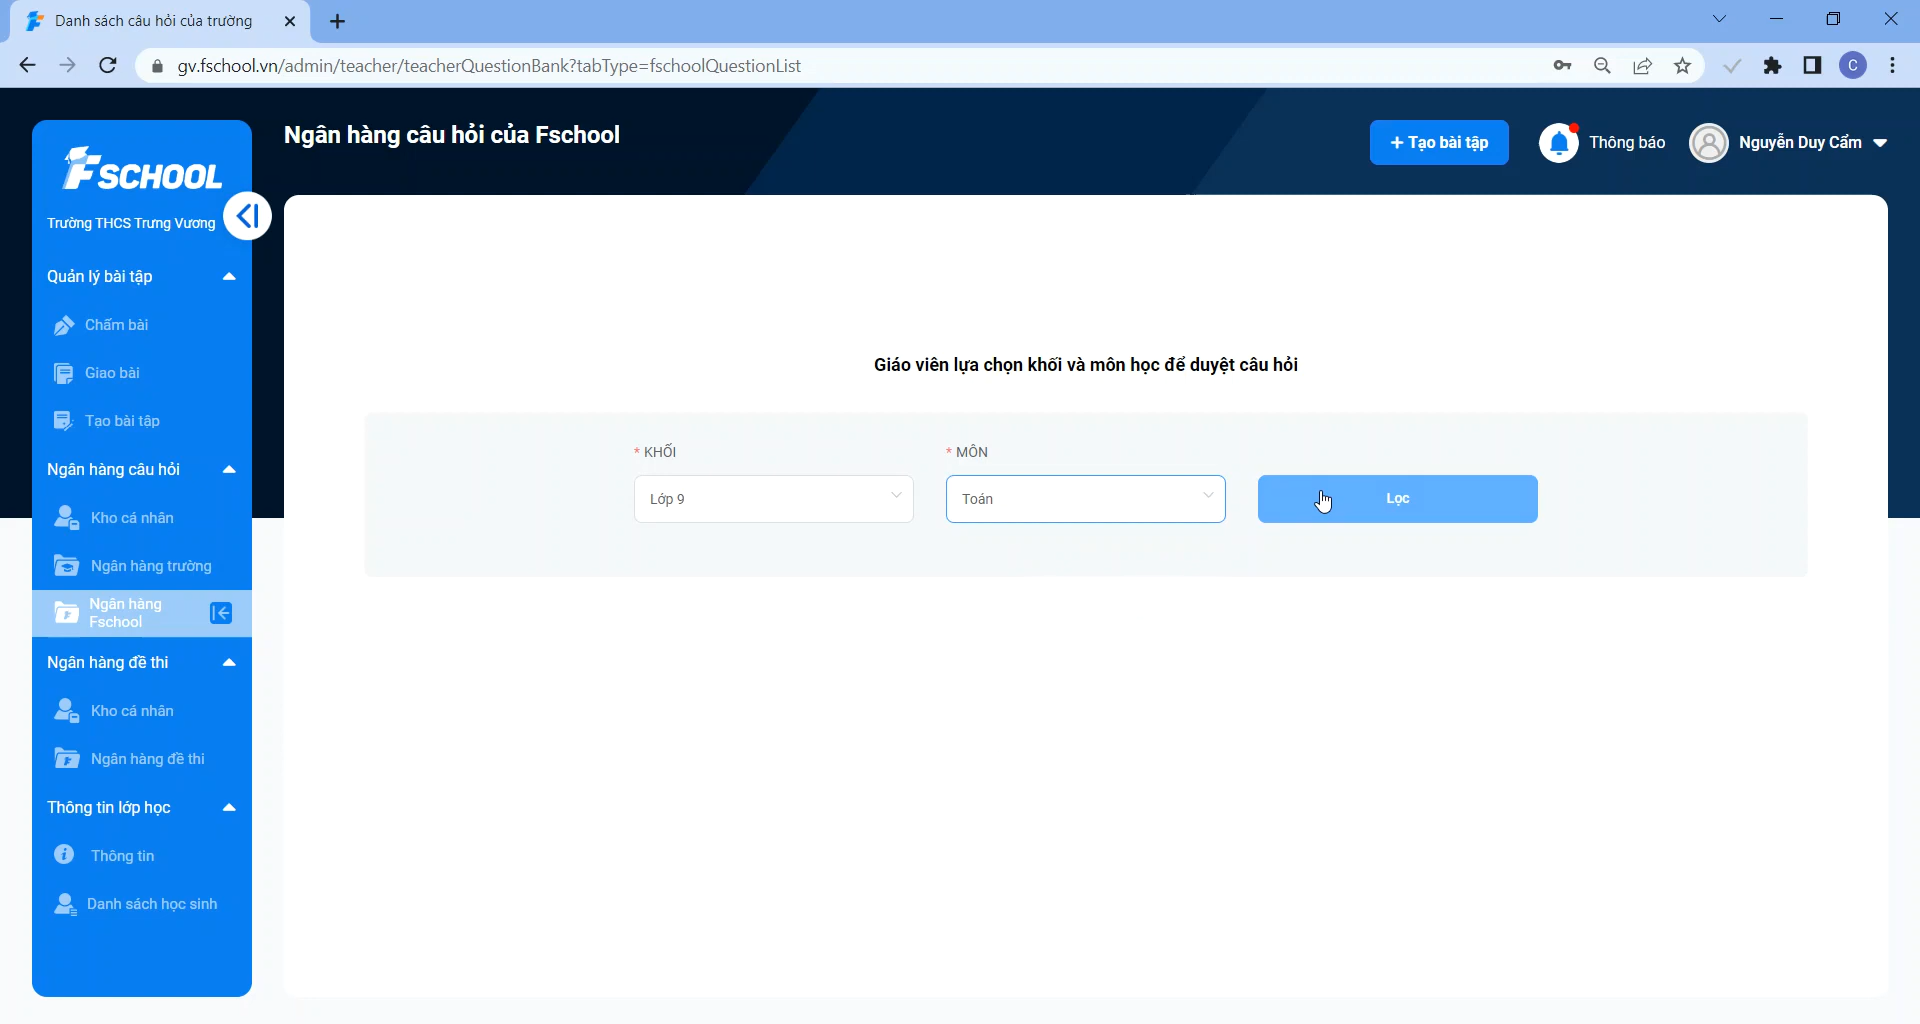 Danh sách câu hỏi của trường
gv.fschool.vn/admin/teacher/teacherQuestionBank?tabType=fschoolQuestionList
C
FSCHOOL
Trường THCS Trưng Vương
Quản lý bài tập
Chấm bài
Giao bài
Tạo bài tập
Ngân hàng câu hỏi
Kho cá nhân
Ngân hàng trường
Ngân hàng
Fschool
Ngân hàng đề thi
Kho cá nhân
Ngân hàng đề thi
Thông tin lớp học
Thông tin
Danh sách học sinh
Ngân hàng câu hỏi của Fschool
+ Tạo bài tập
Thông báo
Nguyễn Duy Cẩm
Giáo viên lựa chọn khối và môn học để duyệt câu hỏi
* KHỐI
* MÔN
Lớp 9
Toán
Lọc